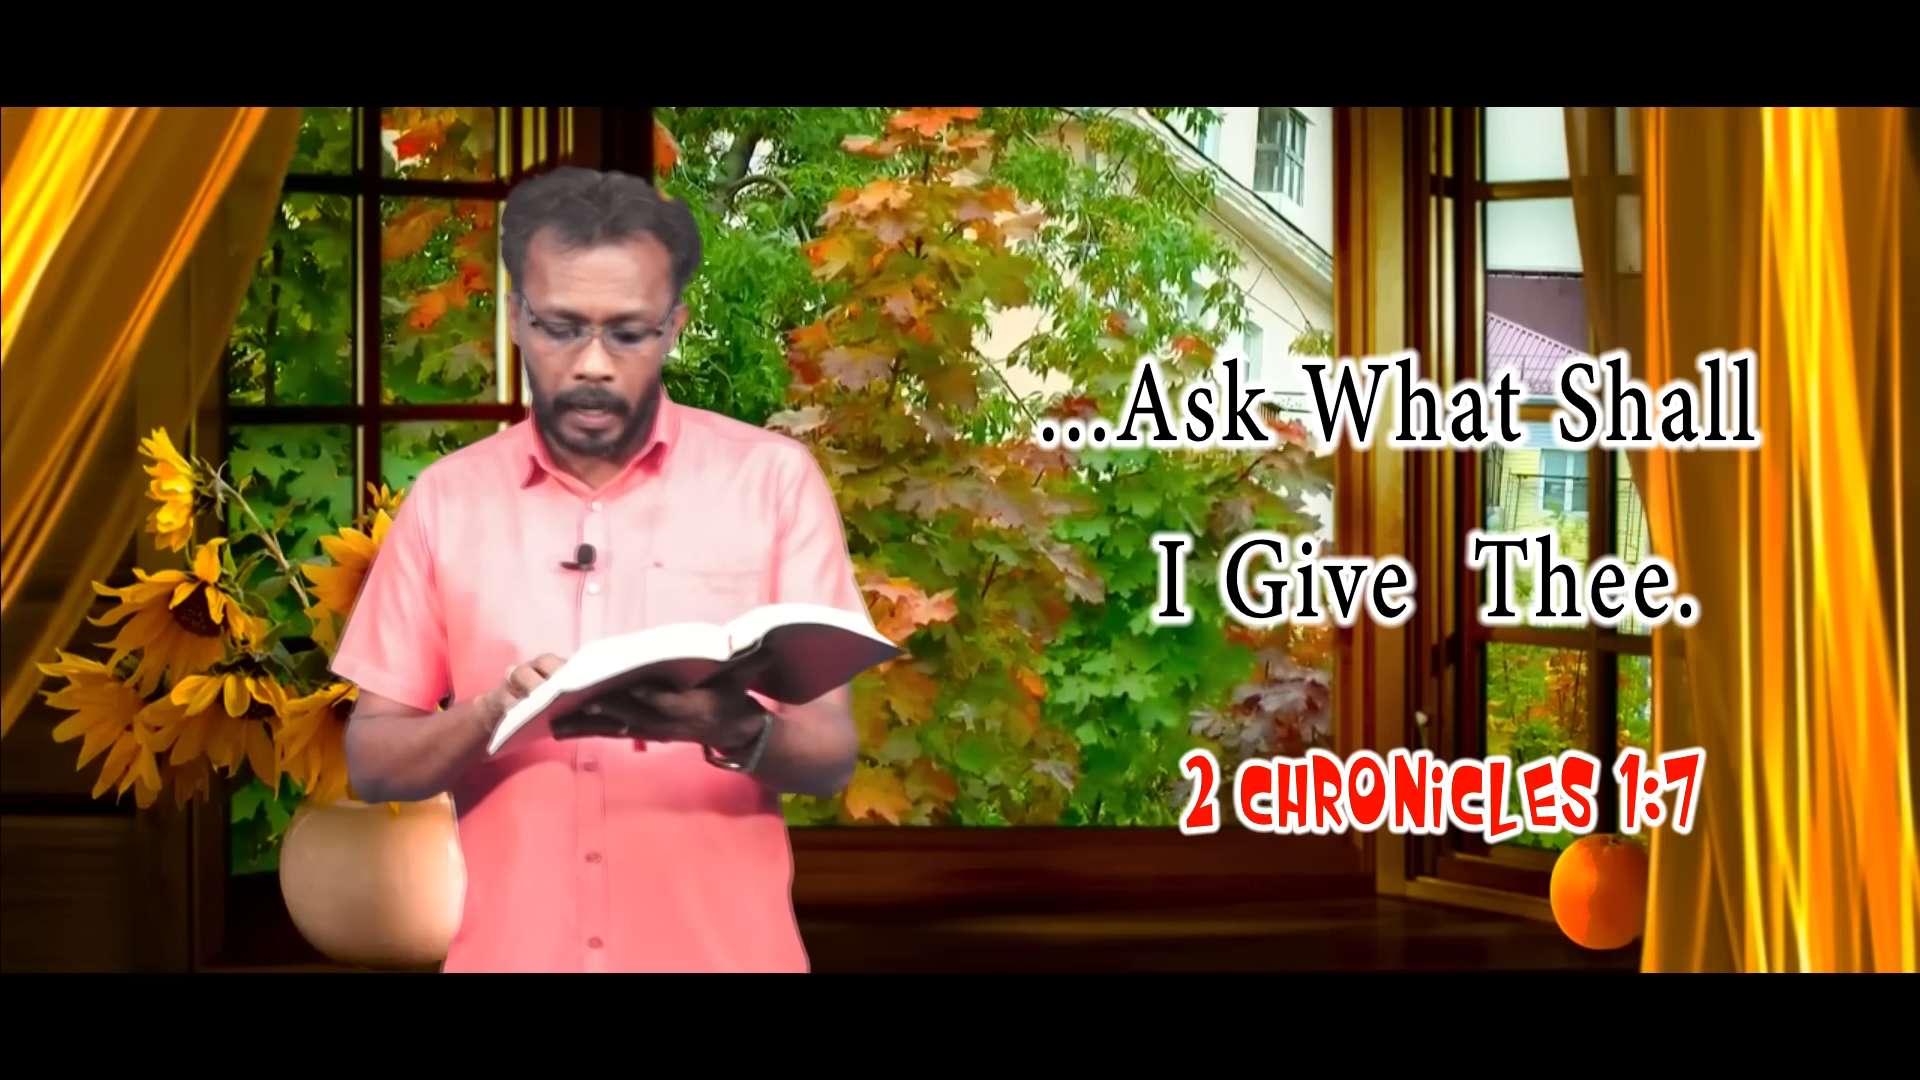 ...Ask What Shall
I Give Thee.
2 CHRONiCLES 1:7